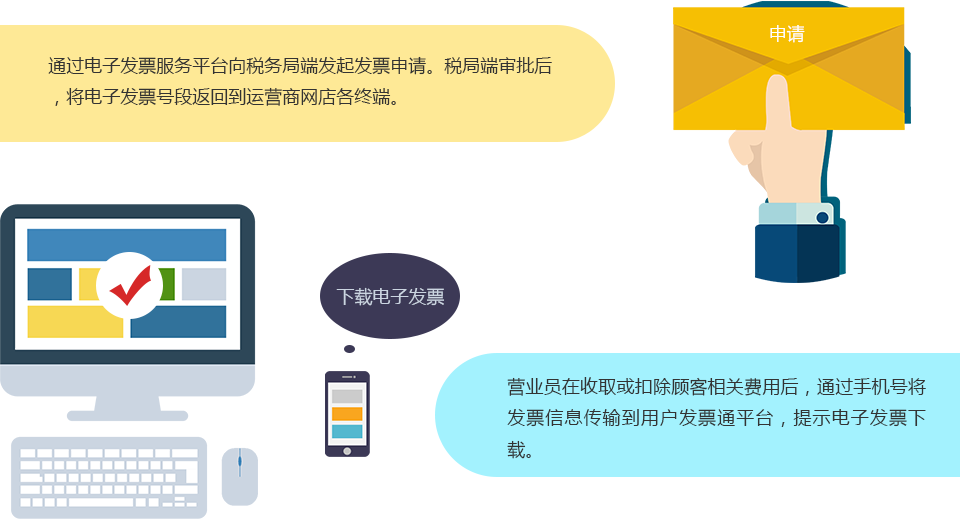 申请
通过电子发票服务平台向税务局端发起发票申请。税局端审批后
，将电子发票号段返回到运营商网店各终端。
下载电子发票
营业员在收取或扣除顾客相关费用后，通过手机号将
发票信息传输到用户发票通平台，提示电子发票下
载。